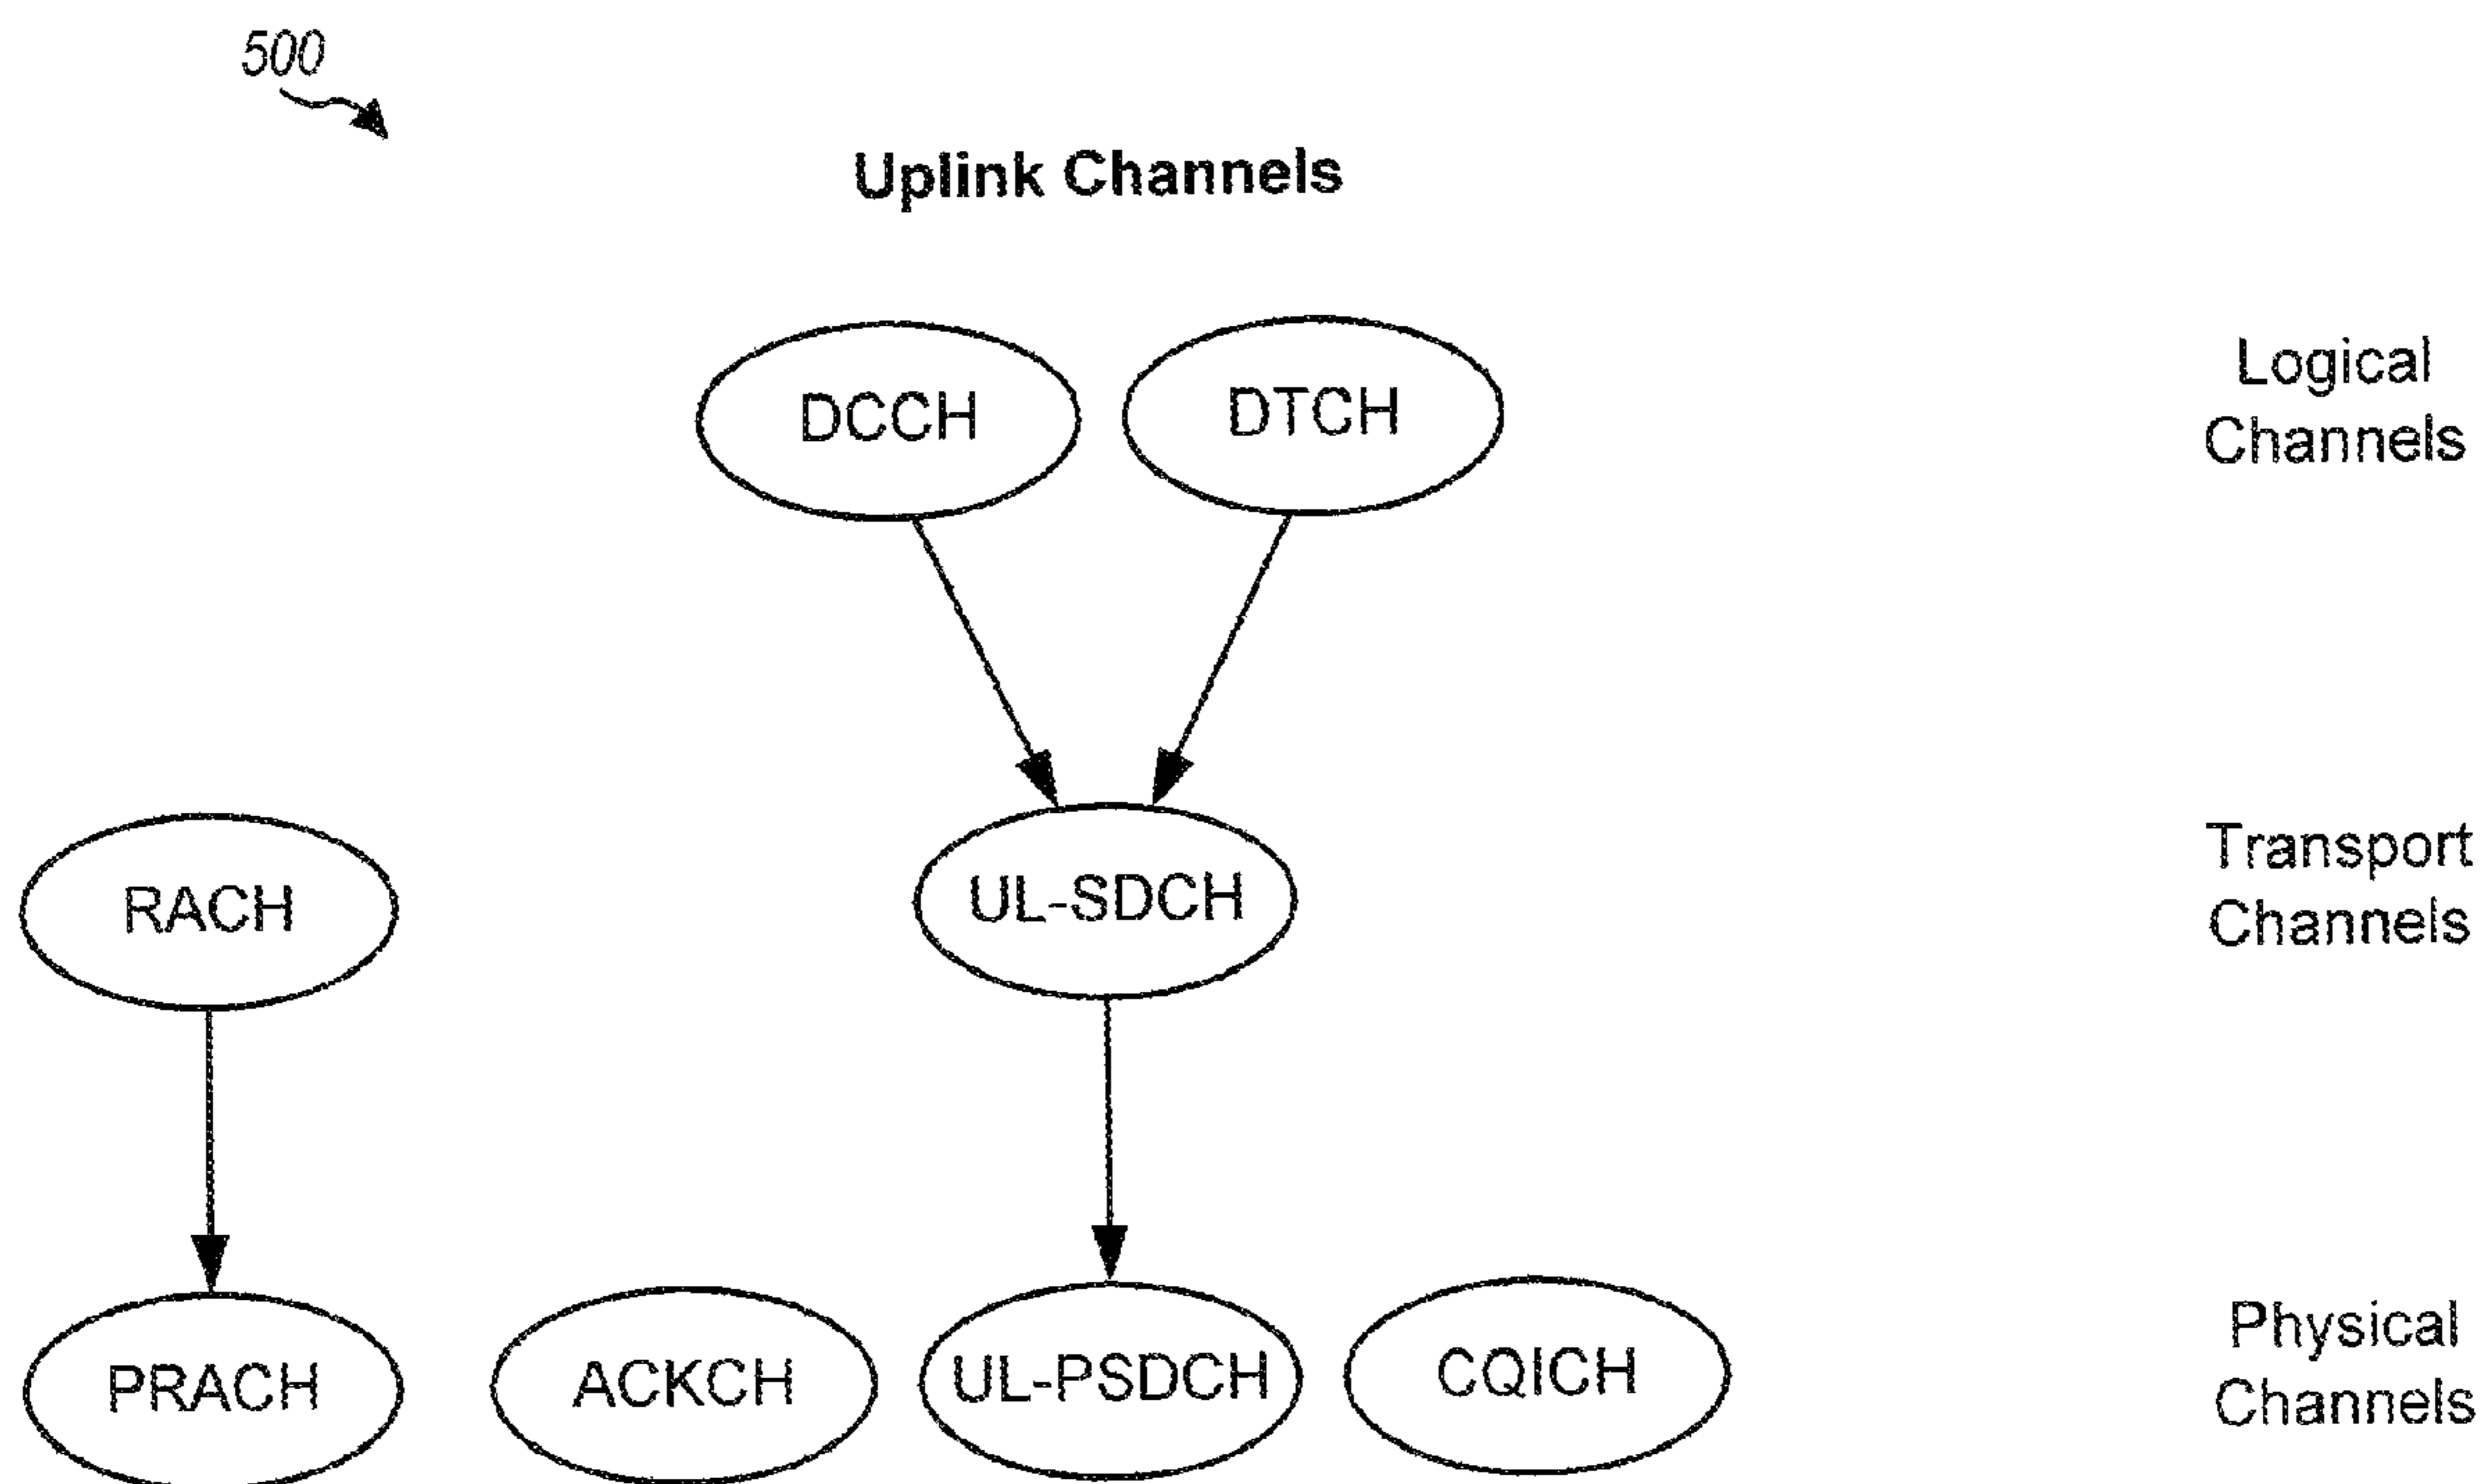 500
Uplink Channels
DCCH
DTCH
Logical
Channels
RACH
UL-SDCH
Transport
Channels
PRACH
ACKCH
UL-PSDCH
CQICH
Physical
Channels